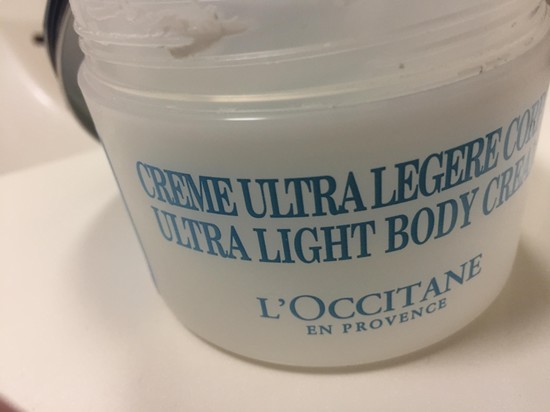 CREME ULTRA LEGERE
ULTRA LIGHT BODY
L'OCCITANE
EN PROVENCE